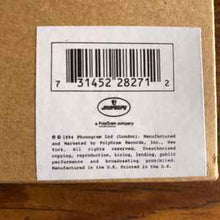 7 31452 28271 2
mercury
a PolyGram company
℗ © 1994 Phonogram Ltd (London). Manufactured
and Marketed by PolyGram Records, Inc., New
York. All rights reserved. Unauthorized
copying, reproduction, hiring, lending, public
performance and broadcasting prohibited.
Manufactured in the U.K. Printed in the U.K.